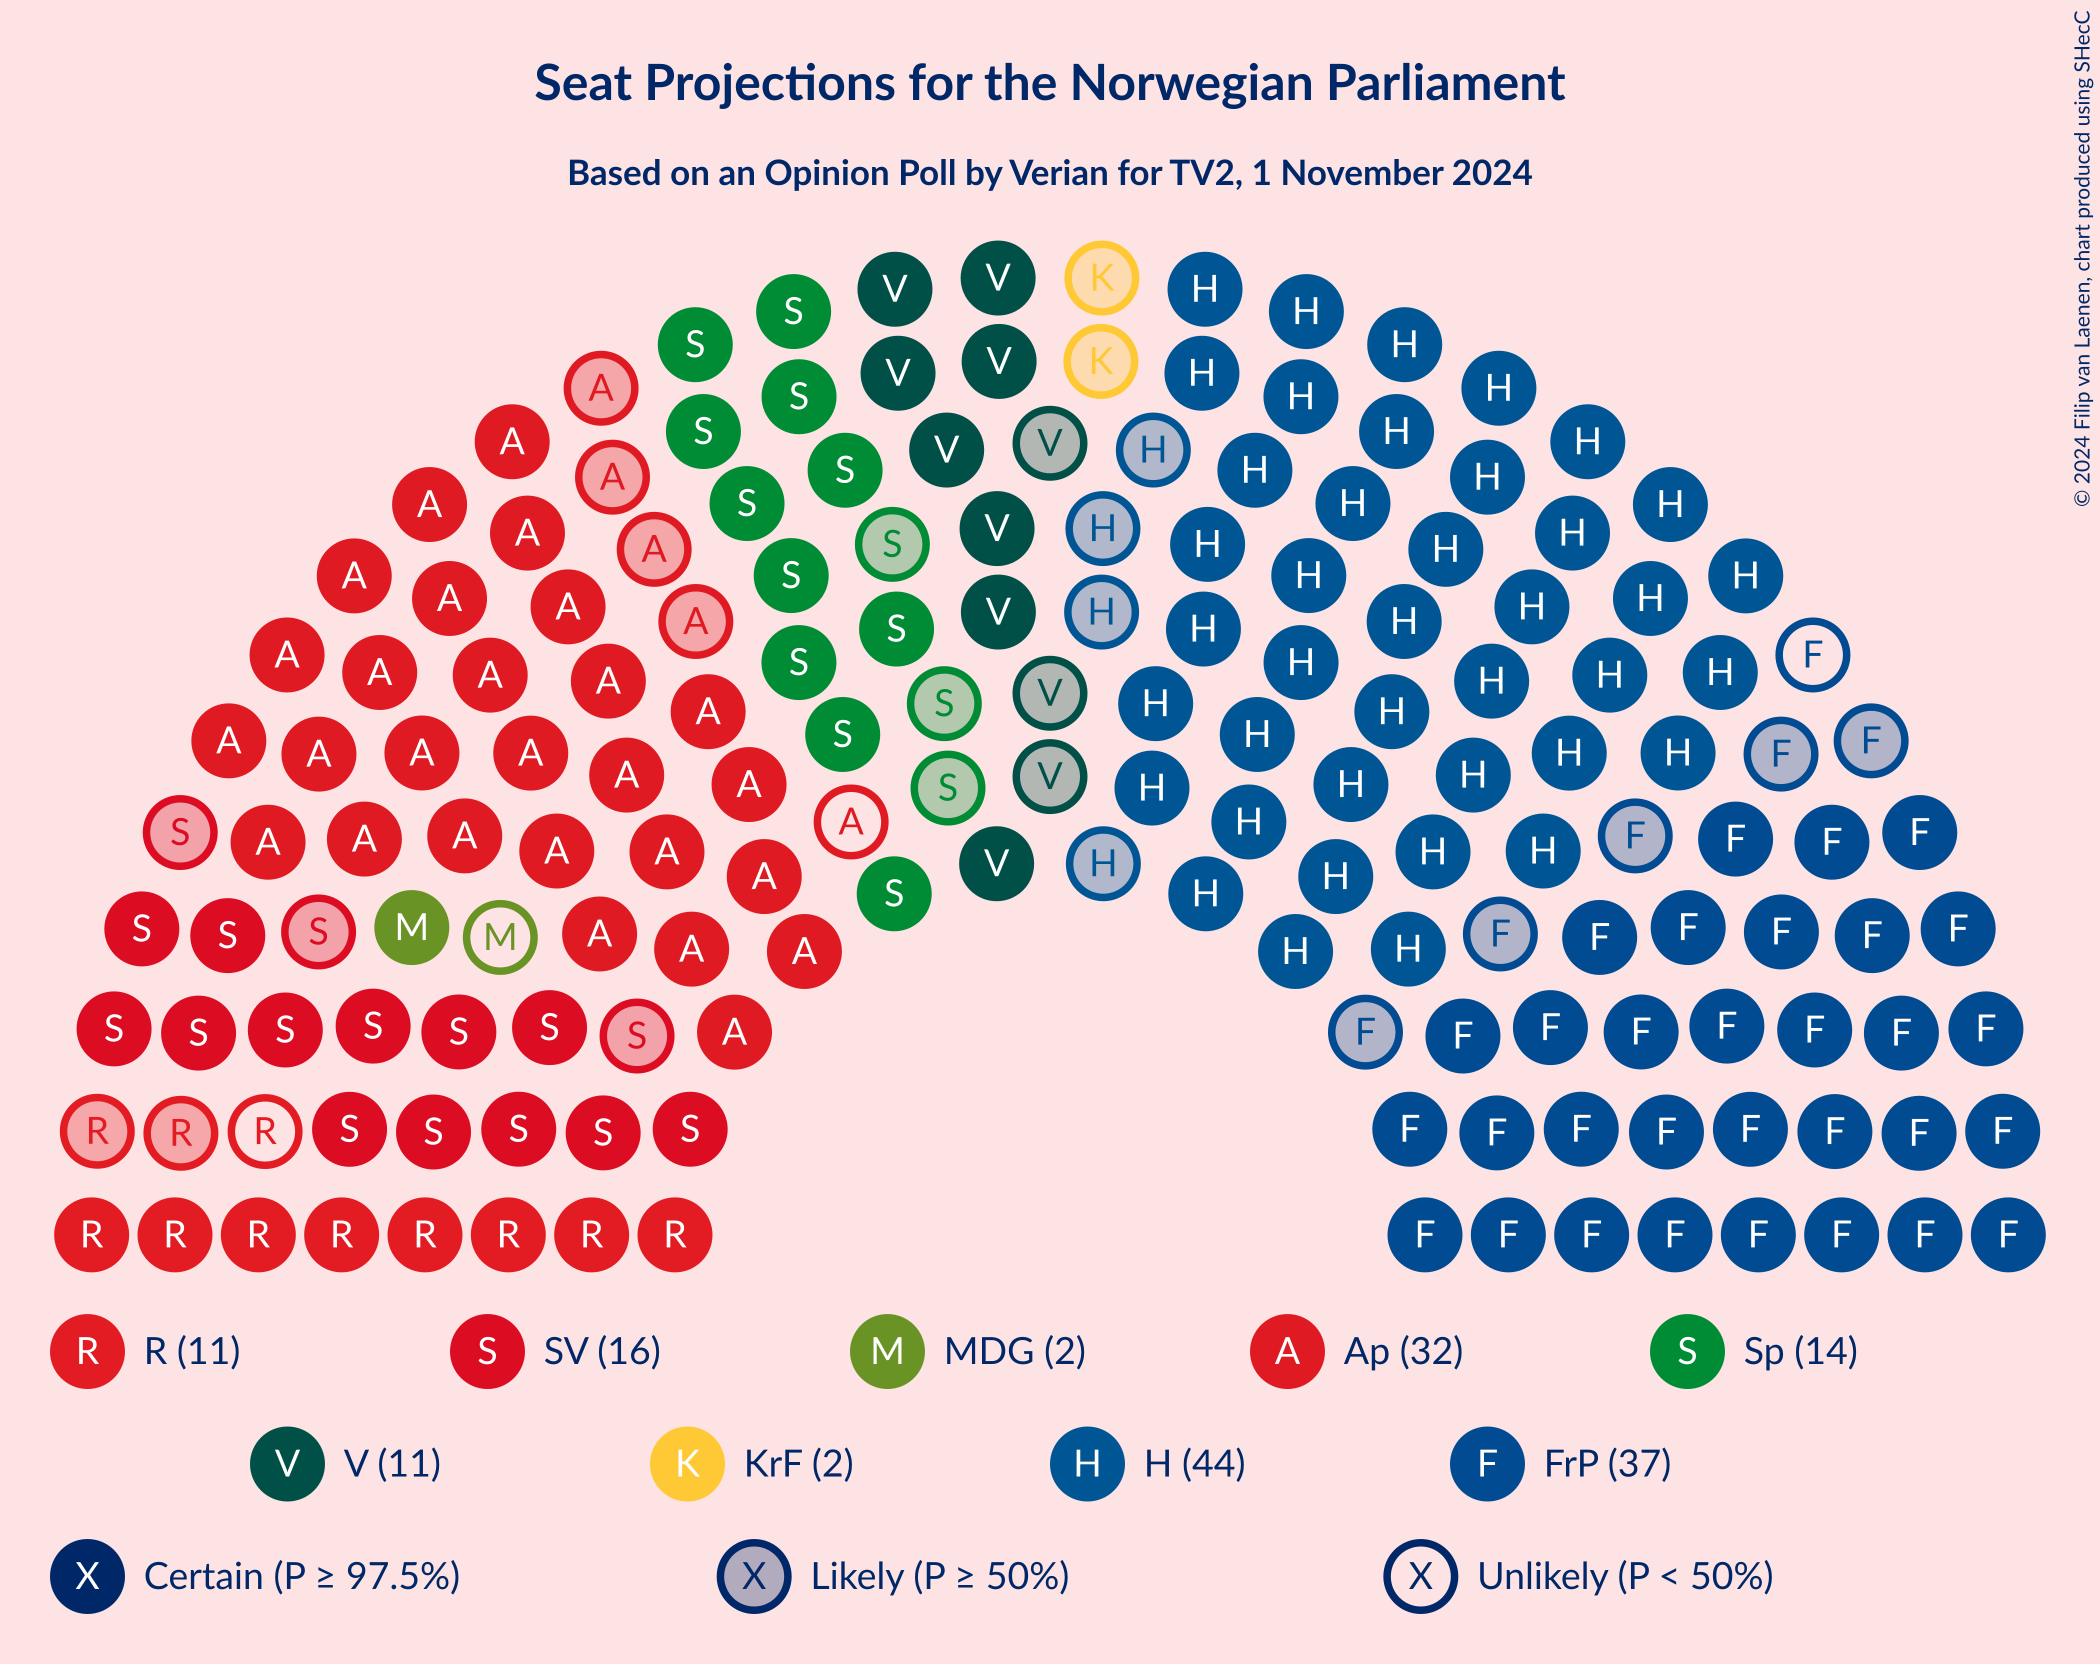 Seat Projections for the Norwegian Parliament
Based on an Opinion Poll by Verian for TV2, 1 November 2024
© 2024 Filip van Laenen, chart produced using SHecC
V V K H H
S S H
A V V K H H
S S H H
A V V H H H
A S S H H
A A S V H H H
A A S S H H H
A A A S V H H H F
A A A S S H H H H
A A A A S V H H H F F
A A A A A S H H H H
S A A A A A A A S V H H H H F F F F
S S S M M A A A S V H H H H F F F F F F
S S S S S S S A F F F F F F F F
R R R S S S S S F F F F F F F F
R R R R R R R R F F F F F F F F
R R (11) S SV (16) M MDG (2) A Ap (32) S Sp (14)
V V (11) K KrF (2) H H (44) F FrP (37)
X Certain (P ≥ 97.5%) X Likely (P ≥ 50%) X Unlikely (P < 50%)